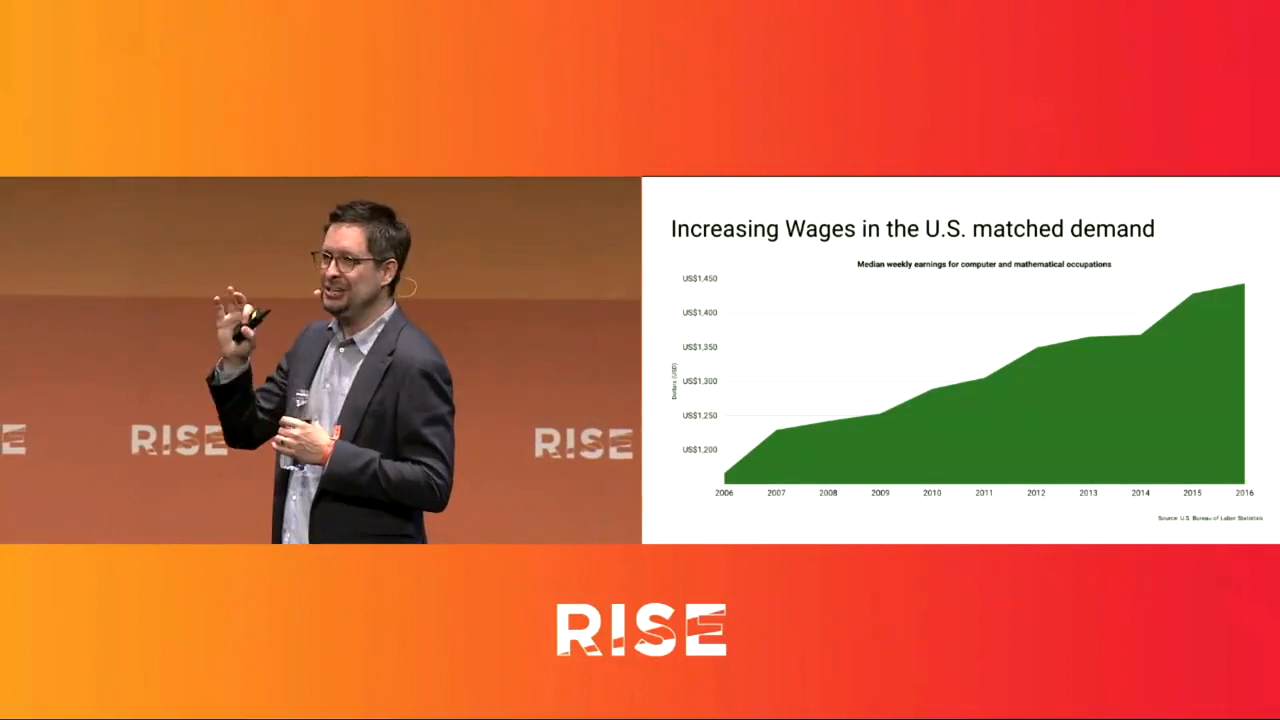 E
RISE
RISE
Increasing Wages in the U.S. matched demand
Median weekly earnings for computer and mathematical occupations
Dollars (USD)
US$1,450
US$1,400
US$1,350
US$1,300
US$1,250
US$1,200
2006 2007 2008 2009 2010 2011 2012 2013 2014 2015 2016
Source: U.S. Bureau of Labor Statistics
RISE